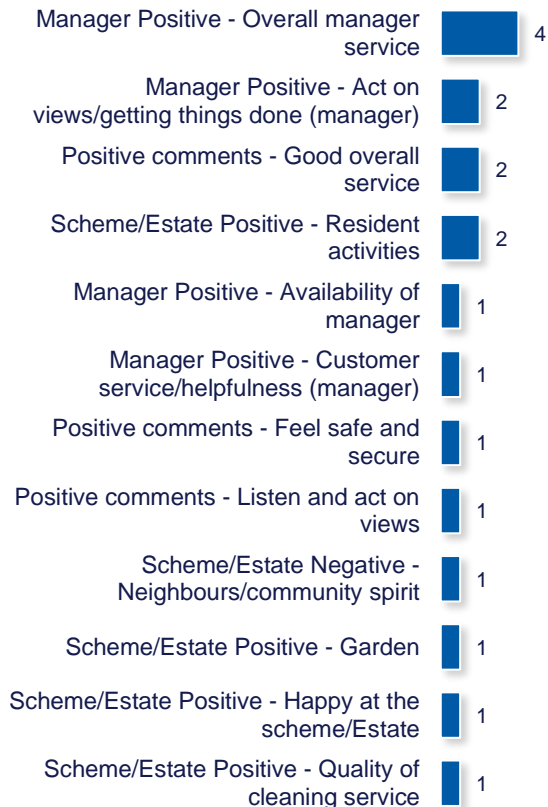 Manager Positive - Overall manager
service
4
Manager Positive - Act on
views/getting things done (manager)
2
Positive comments - Good overall
service
2
Scheme/Estate Positive - Resident
activities
2
Manager Positive - Availability of
manager
1
Manager Positive - Customer
service/helpfulness (manager)
1
Positive comments - Feel safe and
secure
1
Positive comments - Listen and act on
views
1
Scheme/Estate Negative -
Neighbours/community spirit
1
Scheme/Estate Positive - Garden
1
Scheme/Estate Positive - Happy at the
scheme/Estate
1
Scheme/Estate Positive - Quality of
cleaning service
1